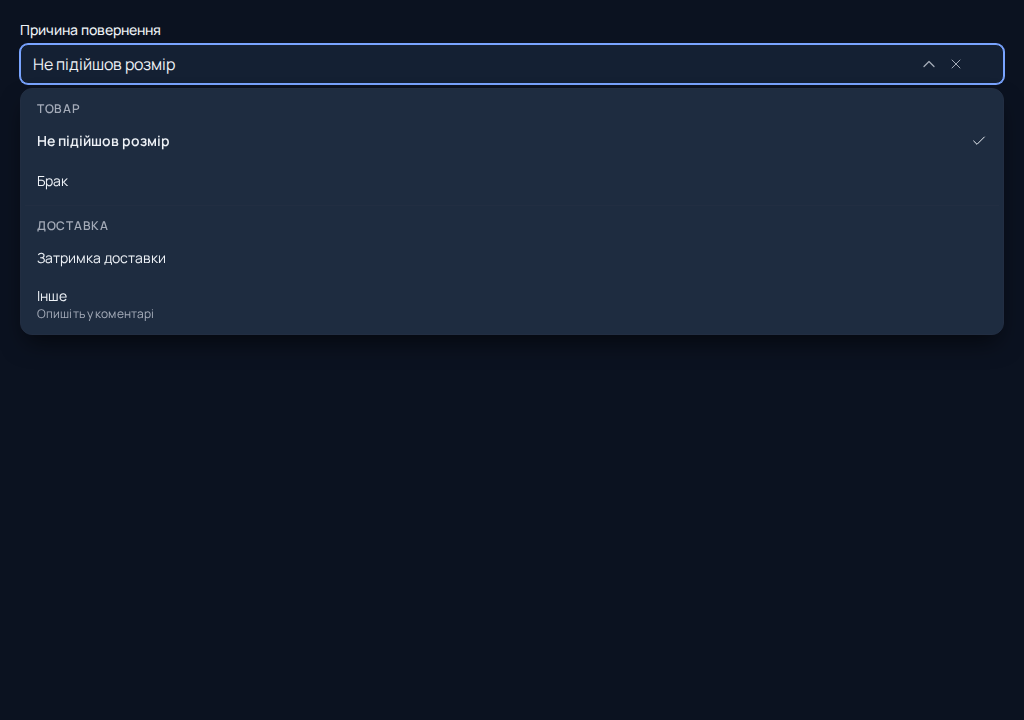 Причина повернення
Не підійшов розмір
ТОВАР
Не підійшов розмір
Брак
ДОСТАВКА
Затримка доставки
Інше
Опишіть у коментарі